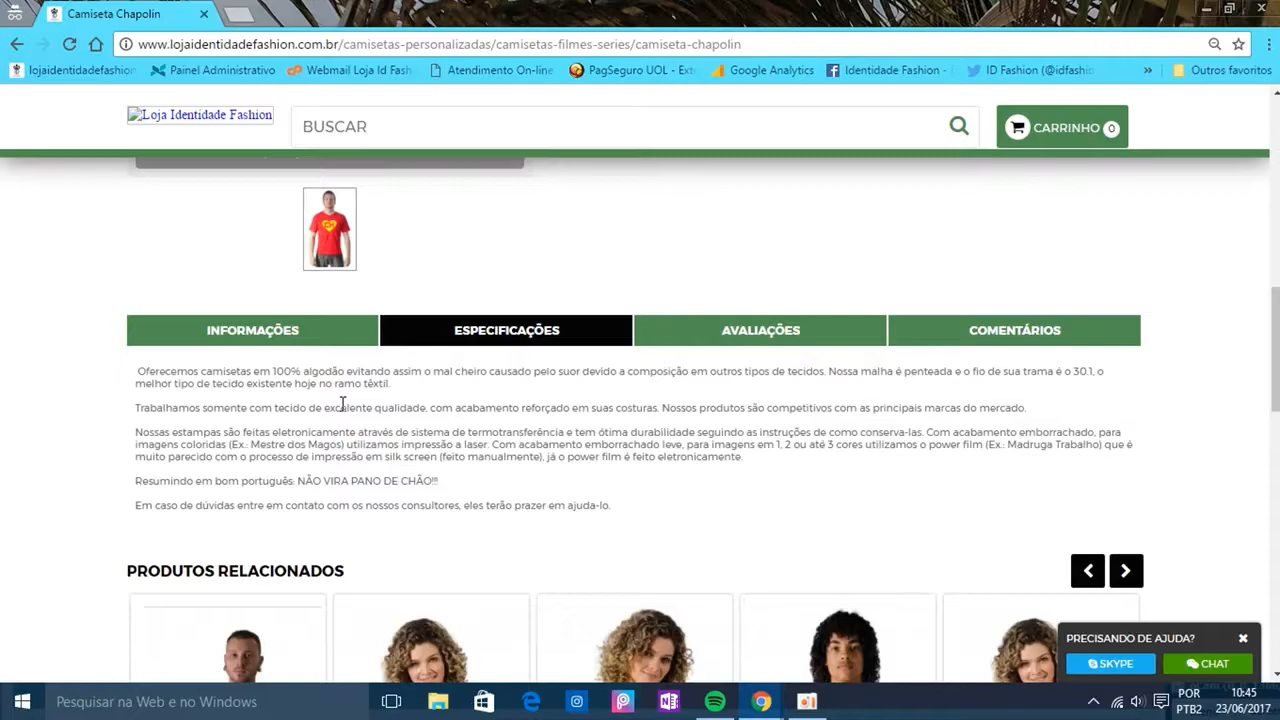 Camiseta Chapolin
www.lojaidentidadefashion.com.br/camisetas-personalizadas/camisetas-filmes-series/camiseta-chapolin
lojaidentidadefashion Painel Administrativo Webmail Loja Id Fash Atendimento On-line PagSeguro UOL - Ext Google Analytics Identidade Fashion - ID Fashion (@idfashio » Outros favoritos
Loja Identidade Fashion
BUSCAR
CARRINHO 0
INFORMAÇÕES ESPECIFICAÇÕES AVALIAÇÕES COMENTÁRIOS
Oferecemos camisetas em 100% algodão evitando assim o mal cheiro causado pelo suor devido a composição em outros tipos de tecidos. Nossa malha é penteada e o fio de sua trama é o 30.1, o
melhor tipo de tecido existente hoje no ramo têxtil.
Trabalhamos somente com tecido de excelente qualidade, com acabamento reforçado em suas costuras. Nossos produtos são competitivos com as principais marcas do mercado.
Nossas estampas são feitas eletronicamente através de sistema de termotransferência e tem ótima durabilidade seguindo as instruções de como conserva-las. Com acabamento emborrachado, para
imagens coloridas (Ex.: Mestre dos Magos) utilizamos impressão a laser. Com acabamento emborrachado leve, para imagens em 1, 2 ou até 3 cores utilizamos o power film (Ex.: Madruga Trabalho) que é
muito parecido com o processo de impressão em silk screen (feito manualmente), já o power film é feito eletronicamente.
Resumindo em bom português: NÃO VIRA PANO DE CHÃO!!!
Em caso de dúvidas entre em contato com os nossos consultores, eles terão prazer em ajuda-lo.
PRODUTOS RELACIONADOS
PRECISANDO DE AJUDA?
SKYPE CHAT
Pesquisar na Web e no Windows
POR 10:45
PTB2 23/06/2017